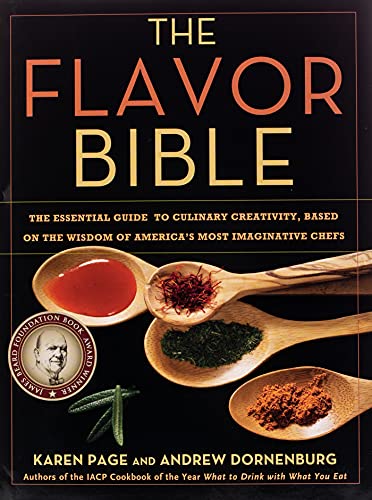 THE
FLAVOR
BIBLE
THE ESSENTIAL GUIDE TO CULINARY CREATIVITY, BASED
ON THE WISDOM OF AMERICA'S MOST IMAGINATIVE CHEFS
JAMES BEARD FOUNDATION BOOK AWARD WINNER
KAREN PAGE AND ANDREW DORNENBURG
Authors of the IACP Cookbook of the Year What to Drink with What You Eat